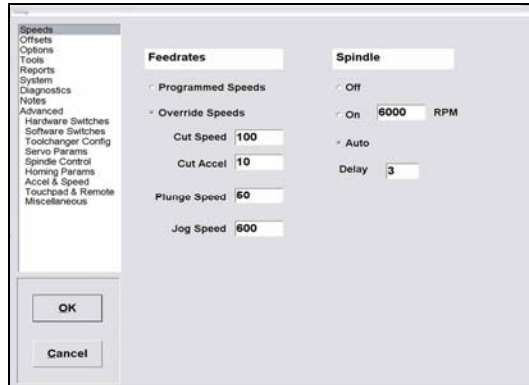 Speeds
Offsets
Options
Tools
Reports
System
Diagnostics
Notes
Advanced
Hardware Switches
Software Switches
Toolchanger Config
Servo Params
Spindle Control
Homing Params
Accel & Speed
Touchpad & Remote
Miscellaneous
OK
Cancel
Feedrates
Programmed Speeds
Override Speeds
Cut Speed 100
Cut Accel 10
Plunge Speed 60
Jog Speed 600
Spindle
Off
On 6000 RPM
Auto
Delay 3